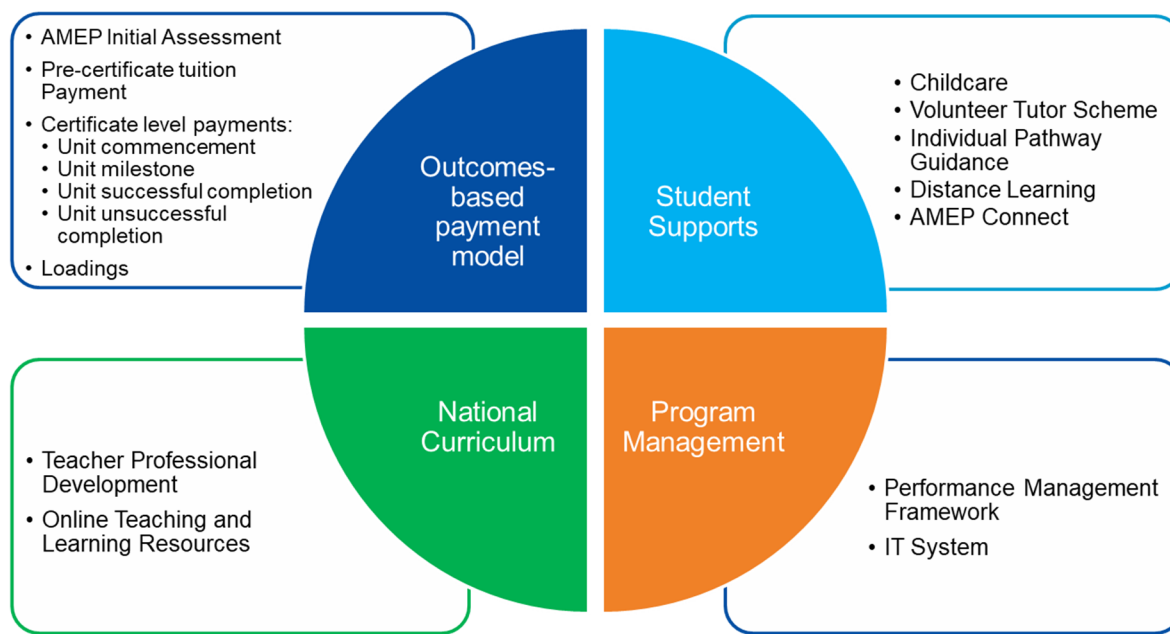 • AMEP Initial Assessment
• Pre-certificate tuition
Payment
• Certificate level payments:
• Unit commencement
• Unit milestone
• Unit successful completion
• Unit unsuccessful
completion
• Loadings
Outcomes-
based
payment
model
Student
Supports
• Childcare
• Volunteer Tutor Scheme
• Individual Pathway
Guidance
• Distance Learning
• AMEP Connect
• Teacher Professional
Development
• Online Teaching and
Learning Resources
National
Curriculum
Program
Management
• Performance Management
Framework
• IT System